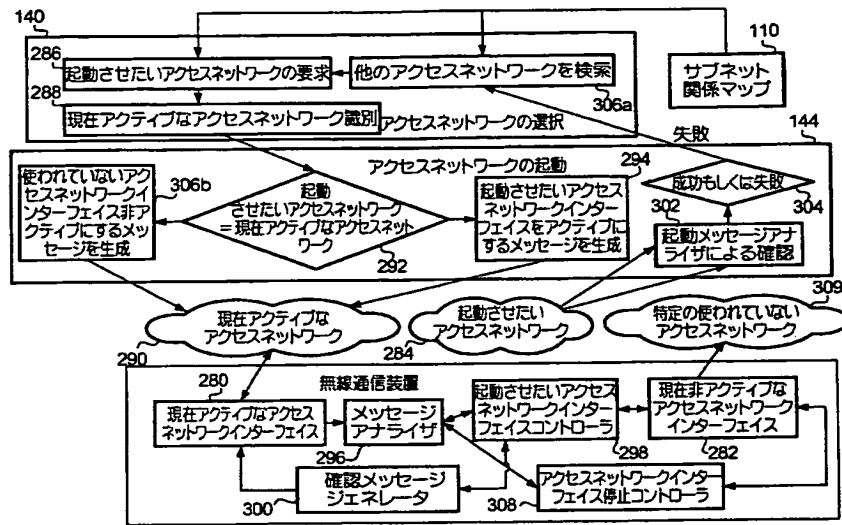 140
286
起動させたいアクセスネットワークの要求
他のアクセスネットワークを検索
306a
110
サブネット
関係マップ
288
現在アクティブなアクセスネットワーク識別
アクセスネットワークの選択
失敗
144
アクセスネットワークの起動
使われていないアク
セスネットワークイン
ターフェイス非ア
クティブにするメッ
セージを生成
306b
起動
させたいアクセスネットワーク
=現在アクティブなアクセスネット
ワーク
292
294
起動させたいアクセス
ネットワークインター
フェイスをアクティブに
するメッセージを生成
成功もしくは失敗
304
302
起動メッセージアナ
ライザによる確認
現在アクティブな
アクセスネットワーク
290
起動させたい
アクセスネットワーク
284
特定の使われていない
アクセスネットワーク
309
無線通信装置
280
現在アクティブなアクセス
ネットワークインターフェイス
メッセージ
アナライザ
296
起動させたいアクセス
ネットワークインター
フェイスコントローラ
298
現在非アクティブな
アクセスネットワーク
インターフェイス
282
確認メッセージ
ジェネレータ
300
アクセスネットワークインター
フェイス停止コントローラ
308